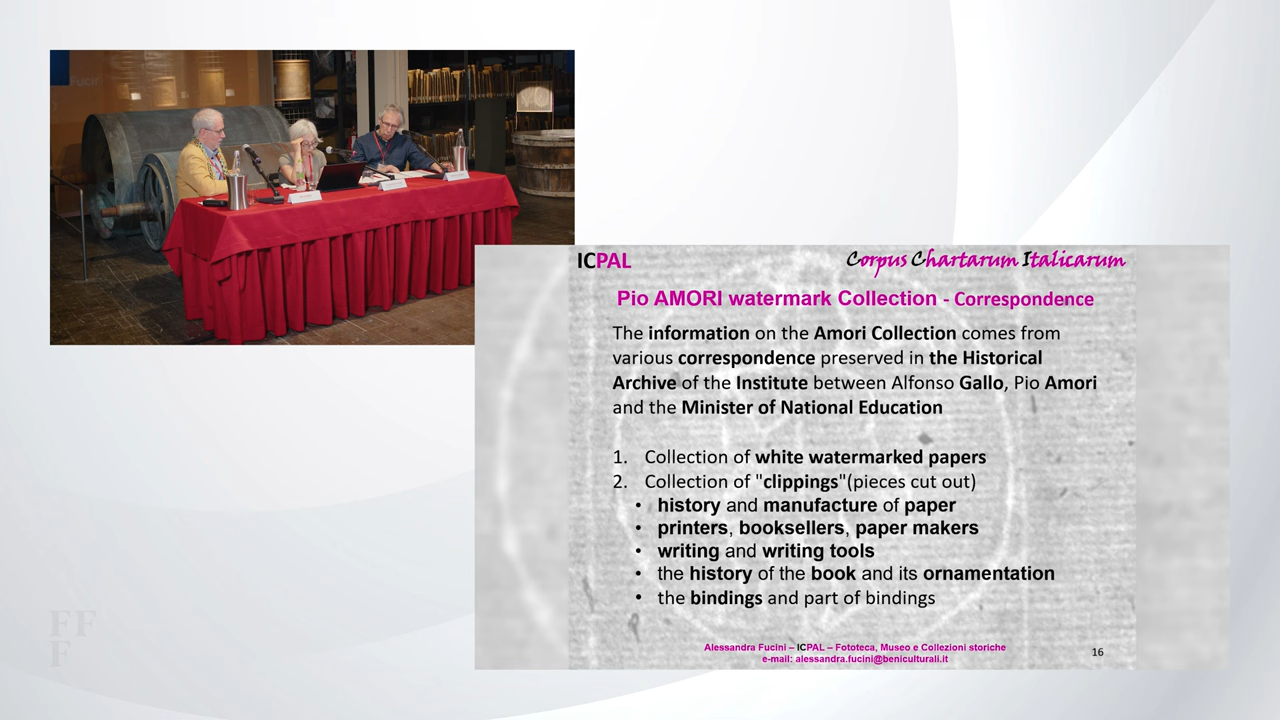 Fucin
ICPAL
Corpus Chartarum Italicarum
Pio AMORI watermark Collection - Correspondence
The information on the Amori Collection comes from
various correspondence preserved in the Historical
Archive of the Institute between Alfonso Gallo, Pio Amori
and the Minister of National Education
1. Collection of white watermarked papers
2. Collection of "clippings"(pieces cut out)
• history and manufacture of paper
• printers, booksellers, paper makers
• writing and writing tools
• the history of the book and its ornamentation
• the bindings and part of bindings
Alessandra Fucini – ICPAL – Fototeca, Museo e Collezioni storiche
e-mail: alessandra.fucini@beniculturali.it
16
FF
F